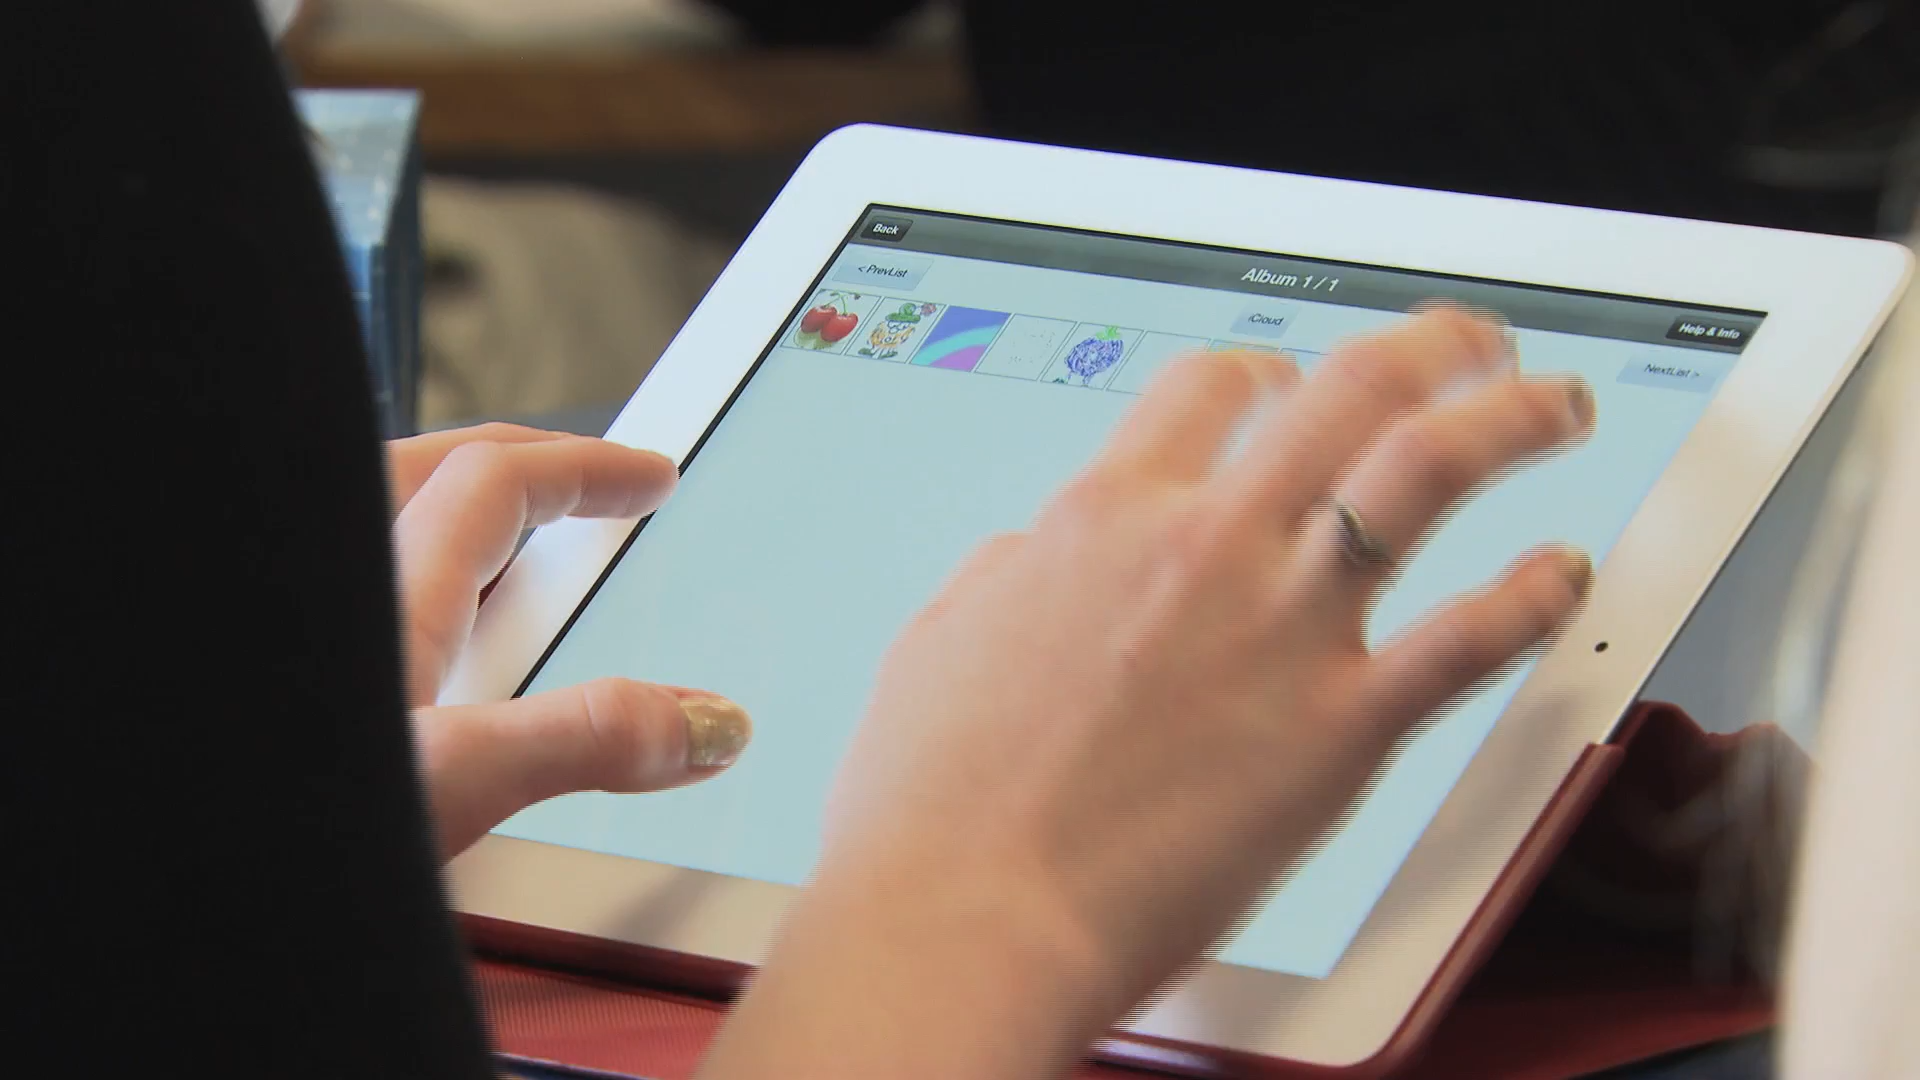 Back
Album 1 / 1
Help & Info
< PrevList
iCloud
NextList >